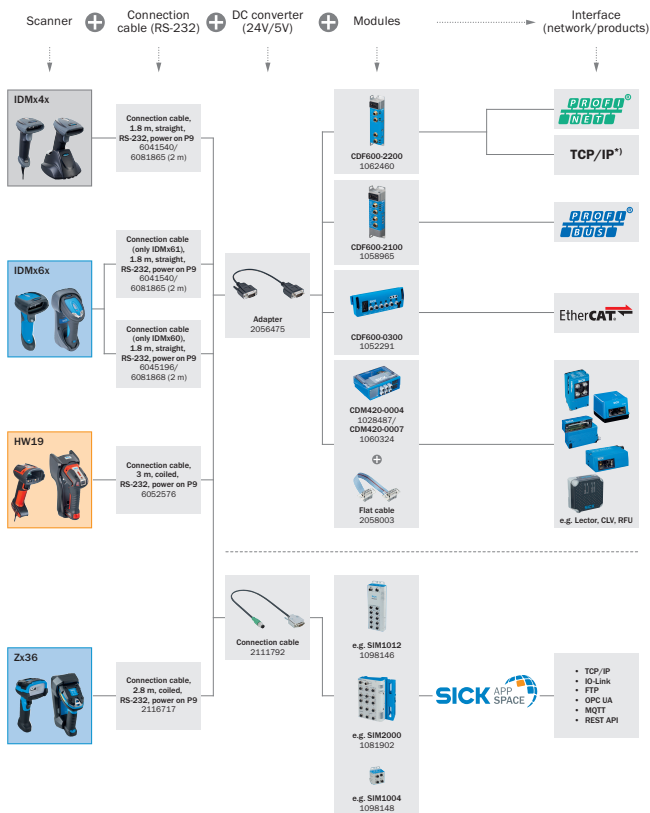 Scanner
Connection
cable (RS-232)
DC converter
(24V/5V)
Modules
Interface
(network/products)
IDMx4x
Connection cable,
1.8 m, straight,
RS-232, power on P9
6041540/
6081865 (2 m)
CDF600-2200
1062460
PROFI
NET
TCP/IP*)
IDMx6x
Connection cable
(only IDMx61),
1.8 m, straight,
RS-232, power on P9
6041540/
6081865 (2 m)
Connection cable
(only IDMx60),
1.8 m, straight,
RS-232, power on P9
6045196/
6081868 (2 m)
Adapter
2056475
CDF600-2100
1058965
PROFI
BUS
CDF600-0300
1052291
EtherCAT
HW19
Connection cable,
3 m, coiled,
RS-232, power on P9
6052576
CDM420-0004
1028487/
CDM420-0007
1060324
Flat cable
2058003
e.g. Lector, CLV, RFU
Connection cable
2111792
e.g. SIM1012
1098146
Zx36
Connection cable,
2.8 m, coiled,
RS-232, power on P9
2116717
e.g. SIM2000
1081902
SICK APP
SPACE
• TCP/IP
• IO-Link
• FTP
• OPC UA
• MQTT
• REST API
e.g. SIM1004
1098148